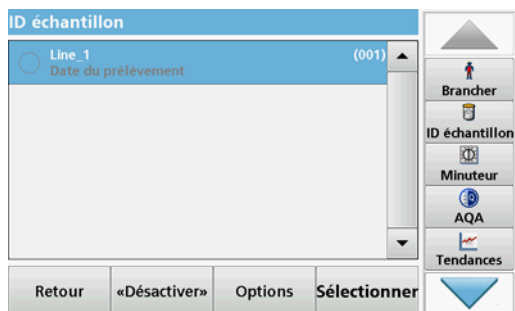 ID échantillon
Line_1 (001)
Date du prélèvement
Retour «Désactiver» Options Sélectionner
Brancher
ID échantillon
Minuteur
AQA
Tendances